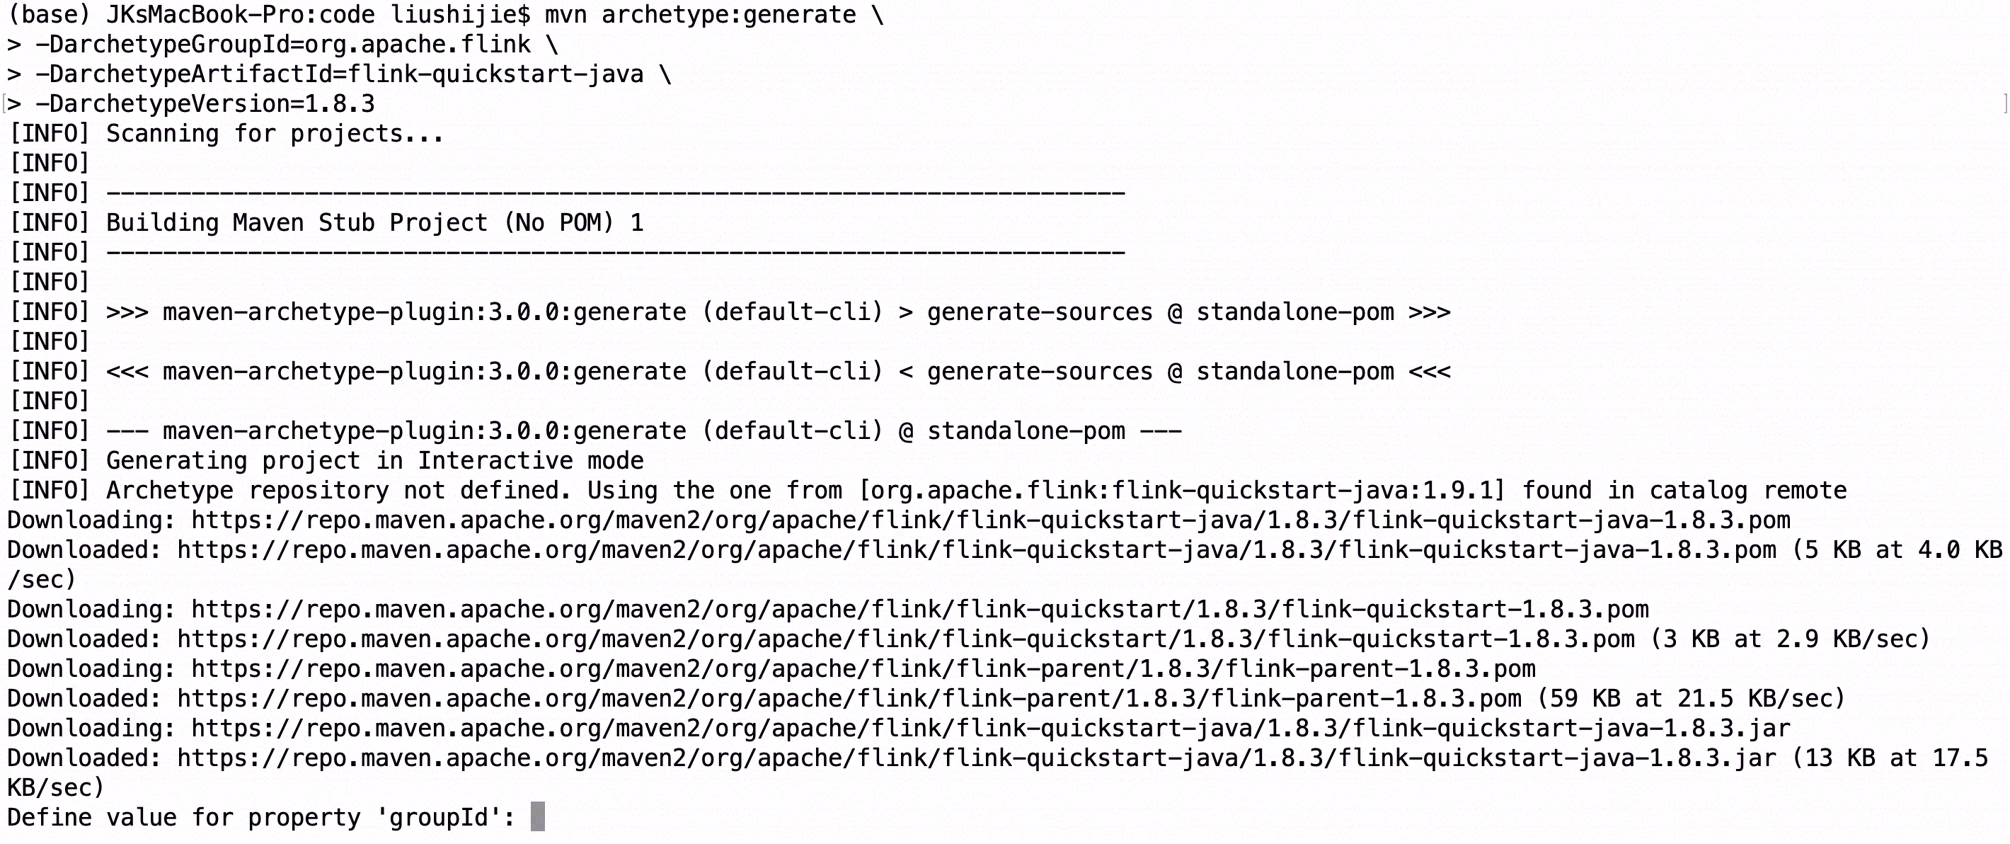 (base) JKsMacBook-Pro:code liushijie$ mvn archetype:generate \
> -DarchetypeGroupId=org.apache.flink \
> -DarchetypeArtifactId=flink-quickstart-java \
[> -DarchetypeVersion=1.8.3 ]
[INFO] Scanning for projects...
[INFO]
[INFO] ------------------------------------------------------------------------
[INFO] Building Maven Stub Project (No POM) 1
[INFO] ------------------------------------------------------------------------
[INFO]
[INFO] >>> maven-archetype-plugin:3.0.0:generate (default-cli) > generate-sources @ standalone-pom >>>
[INFO]
[INFO] <<< maven-archetype-plugin:3.0.0:generate (default-cli) < generate-sources @ standalone-pom <<<
[INFO]
[INFO] --- maven-archetype-plugin:3.0.0:generate (default-cli) @ standalone-pom ---
[INFO] Generating project in Interactive mode
[INFO] Archetype repository not defined. Using the one from [org.apache.flink:flink-quickstart-java:1.9.1] found in catalog remote
Downloading: https://repo.maven.apache.org/maven2/org/apache/flink/flink-quickstart-java/1.8.3/flink-quickstart-java-1.8.3.pom
Downloaded: https://repo.maven.apache.org/maven2/org/apache/flink/flink-quickstart-java/1.8.3/flink-quickstart-java-1.8.3.pom (5 KB at 4.0 KB
/sec)
Downloading: https://repo.maven.apache.org/maven2/org/apache/flink/flink-quickstart/1.8.3/flink-quickstart-1.8.3.pom
Downloaded: https://repo.maven.apache.org/maven2/org/apache/flink/flink-quickstart/1.8.3/flink-quickstart-1.8.3.pom (3 KB at 2.9 KB/sec)
Downloading: https://repo.maven.apache.org/maven2/org/apache/flink/flink-parent/1.8.3/flink-parent-1.8.3.pom
Downloaded: https://repo.maven.apache.org/maven2/org/apache/flink/flink-parent/1.8.3/flink-parent-1.8.3.pom (59 KB at 21.5 KB/sec)
Downloading: https://repo.maven.apache.org/maven2/org/apache/flink/flink-quickstart-java/1.8.3/flink-quickstart-java-1.8.3.jar
Downloaded: https://repo.maven.apache.org/maven2/org/apache/flink/flink-quickstart-java/1.8.3/flink-quickstart-java-1.8.3.jar (13 KB at 17.5
KB/sec)
Define value for property 'groupId':